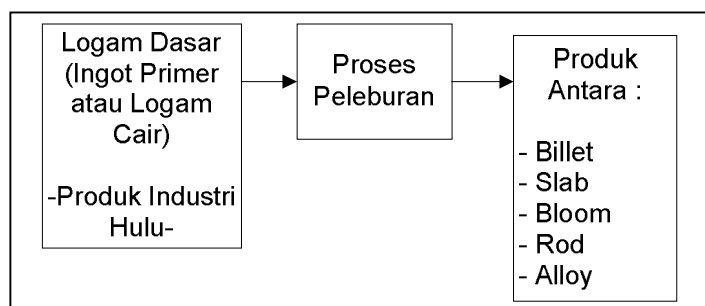 Logam Dasar
(Ingot Primer
atau Logam
Cair)
-Produk Industri
Hulu-
Proses
Peleburan
Produk
Antara :
- Billet
- Slab
- Bloom
- Rod
- Alloy